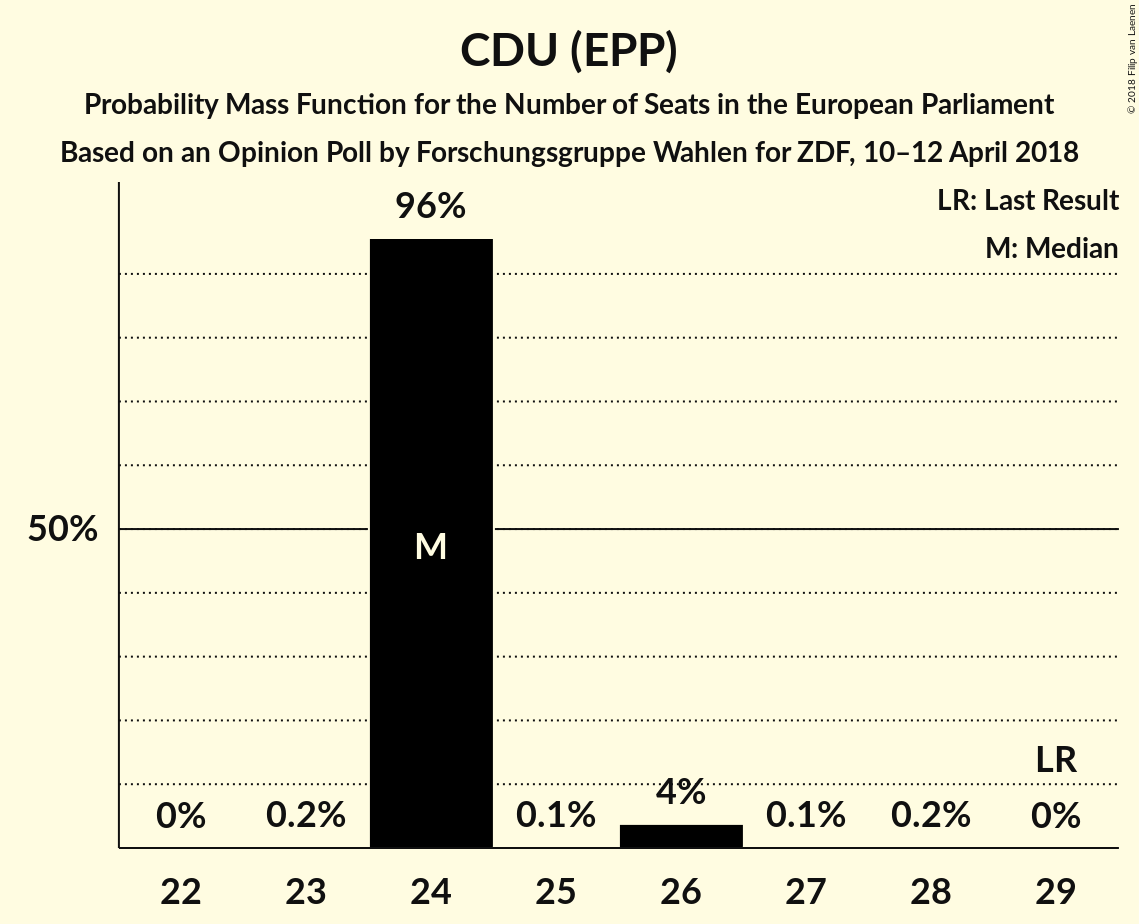 CDU (EPP)
Probability Mass Function for the Number of Seats in the European Parliament
Based on an Opinion Poll by Forschungsgruppe Wahlen for ZDF, 10–12 April 2018
© 2018 Filip van Laenen
LR: Last Result
M: Median
96%
50%
M
LR
0% 0.2% 0.1% 4% 0.1% 0.2% 0%
22 23 24 25 26 27 28 29